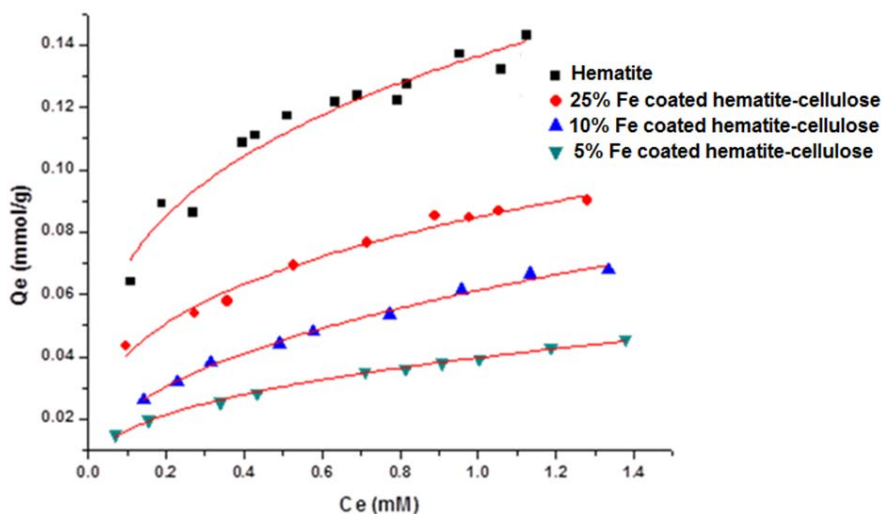 0.14
0.12
0.10
0.08
0.06
0.04
0.02
Qe (mmol/g)
0.0 0.2 0.4 0.6 0.8 1.0 1.2 1.4
Ce (mM)
Hematite
25% Fe coated hematite-cellulose
10% Fe coated hematite-cellulose
5% Fe coated hematite-cellulose